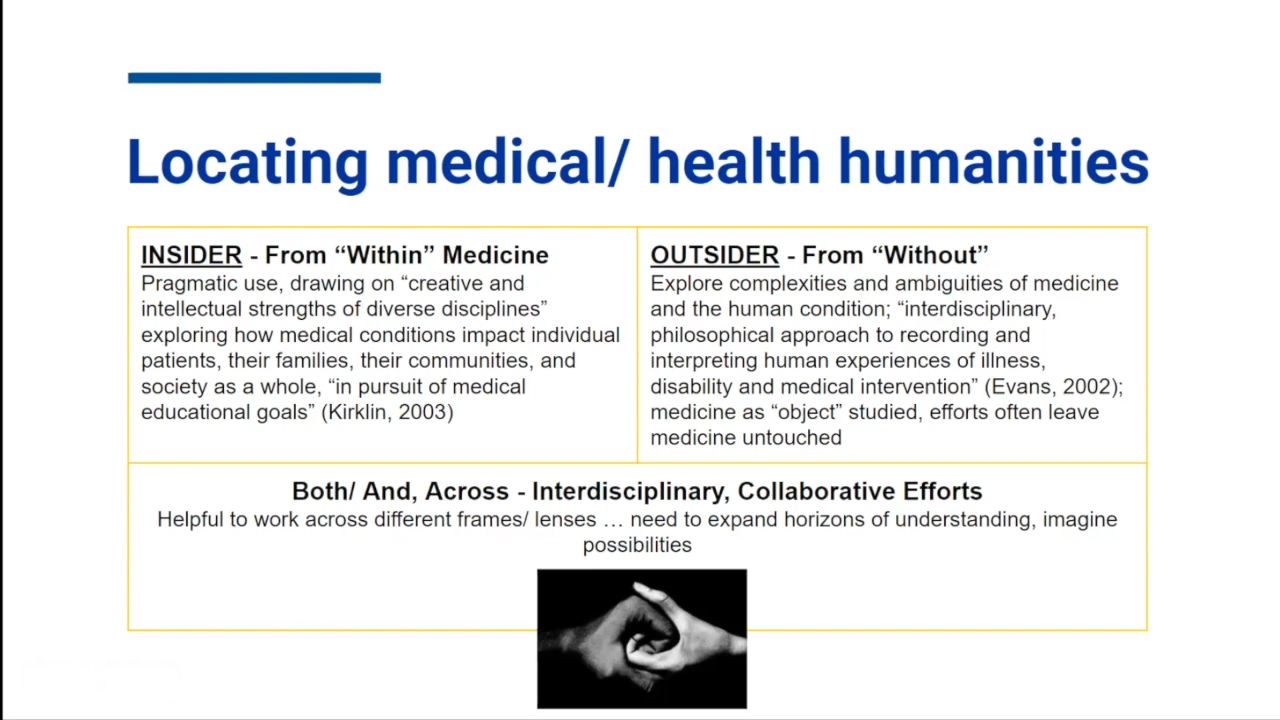 Locating medical/ health humanities
INSIDER - From “Within” Medicine
Pragmatic use, drawing on “creative and
intellectual strengths of diverse disciplines”
exploring how medical conditions impact individual
patients, their families, their communities, and
society as a whole, “in pursuit of medical
educational goals” (Kirklin, 2003)
OUTSIDER - From “Without”
Explore complexities and ambiguities of medicine
and the human condition; “interdisciplinary,
philosophical approach to recording and
interpreting human experiences of illness,
disability and medical intervention” (Evans, 2002);
medicine as “object” studied, efforts often leave
medicine untouched
Both/ And, Across - Interdisciplinary, Collaborative Efforts
Helpful to work across different frames/ lenses … need to expand horizons of understanding, imagine
possibilities